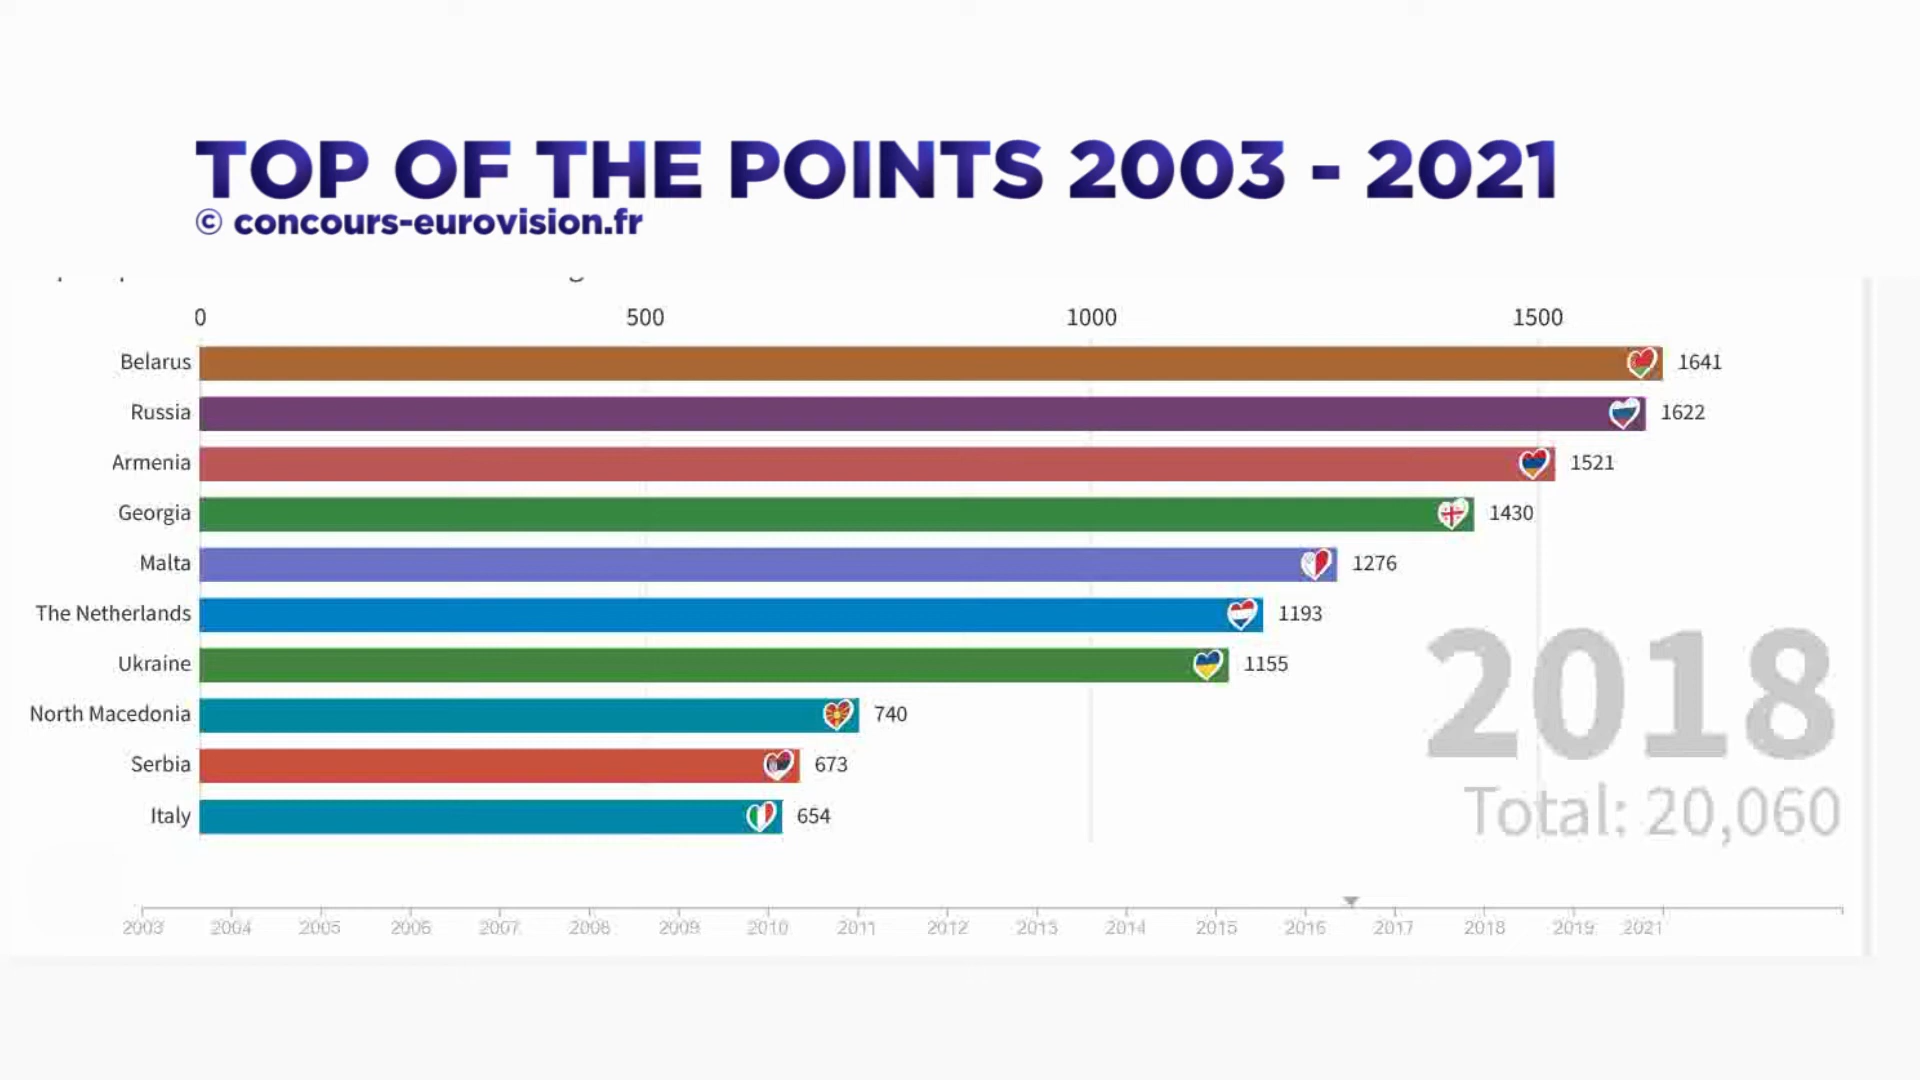 TOP OF THE POINTS 2003 - 2021
© concours-eurovision.fr
0 500 1000 1500
Belarus 1641
Russia 1622
Armenia 1521
Georgia 1430
Malta 1276
The Netherlands 1193
Ukraine 1155
North Macedonia 740
Serbia 673
Italy 654
2018
Total: 20,060
2003 2004 2005 2006 2007 2008 2009 2010 2011 2012 2013 2014 2015 2016 2017 2018 2019 2021